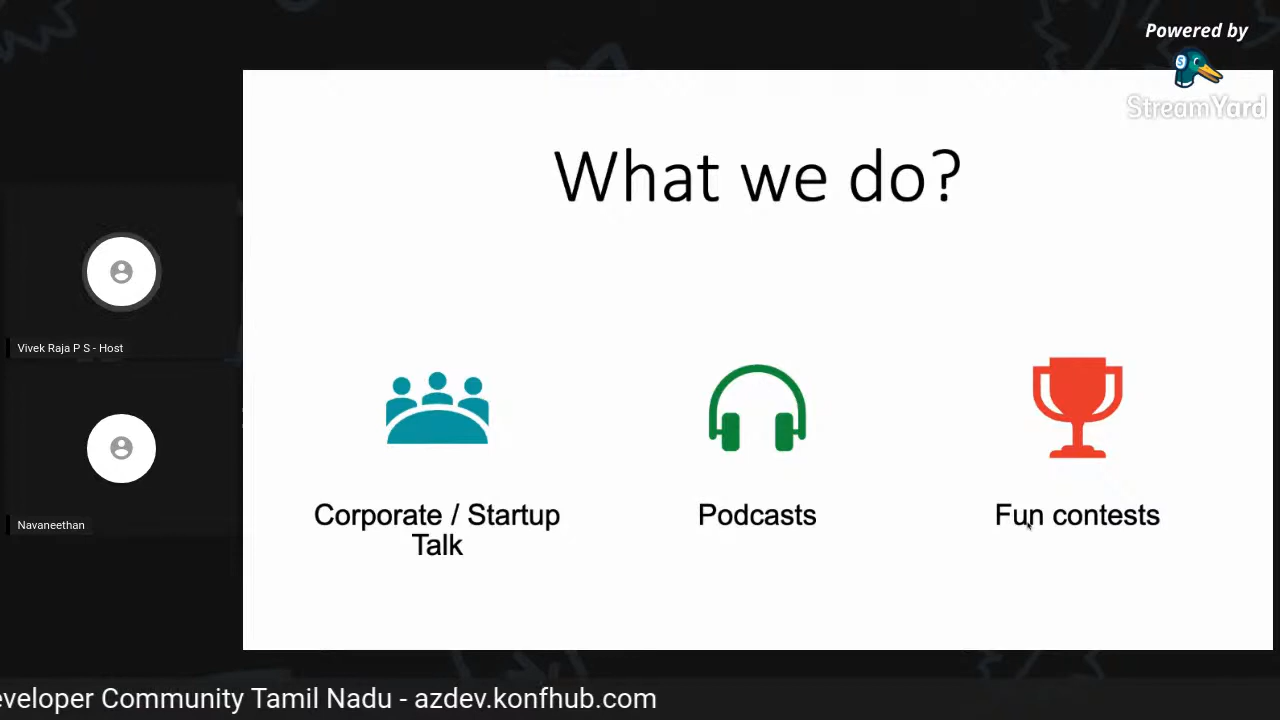 Powered by
StreamYard
What we do?
Vivek Raja P S - Host
Navaneethan
Corporate / Startup
Talk
Podcasts
Fun contests
eveloper Community Tamil Nadu - azdev.konfhub.com